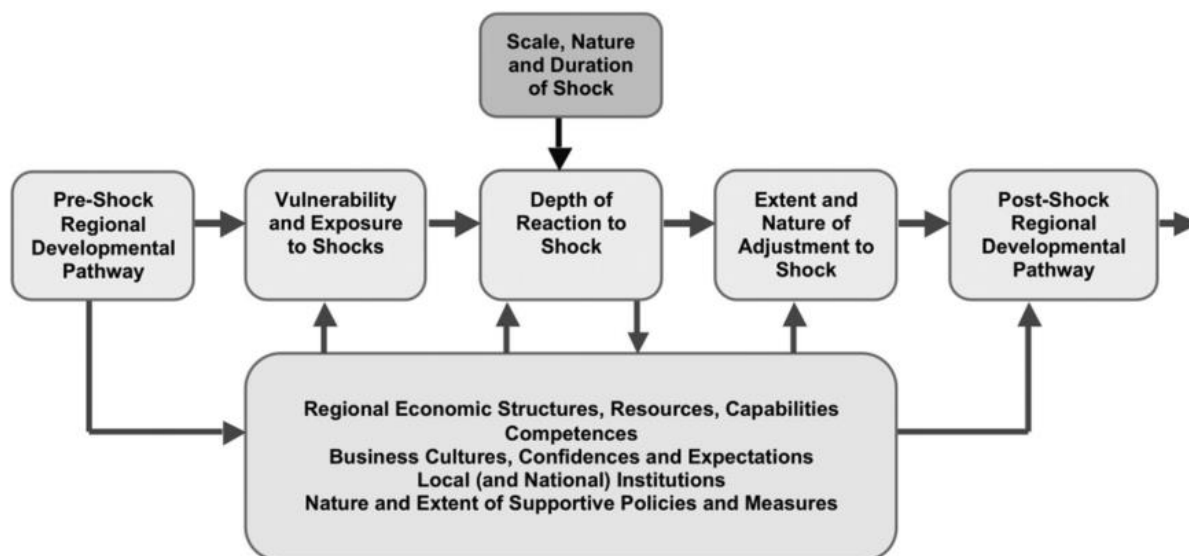 Scale, Nature
and Duration
of Shock
Pre-Shock
Regional
Developmental
Pathway
Vulnerability
and Exposure
to Shocks
Depth of
Reaction to
Shock
Extent and
Nature of
Adjustment to
Shock
Post-Shock
Regional
Developmental
Pathway
Regional Economic Structures, Resources, Capabilities
Competences
Business Cultures, Confidences and Expectations
Local (and National) Institutions
Nature and Extent of Supportive Policies and Measures